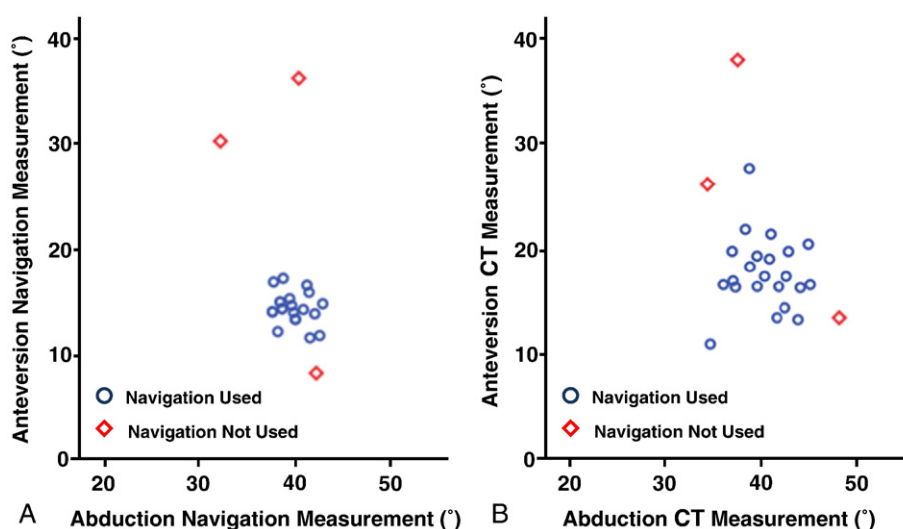 Anteversion Navigation Measurement (°)
40
30
20
10
0
Navigation Used
Navigation Not Used
20 30 40 50
A Abduction Navigation Measurement (°)
Anteversion CT Measurement (°)
40
30
20
10
0
Navigation Used
Navigation Not Used
20 30 40 50
B Abduction CT Measurement (°)